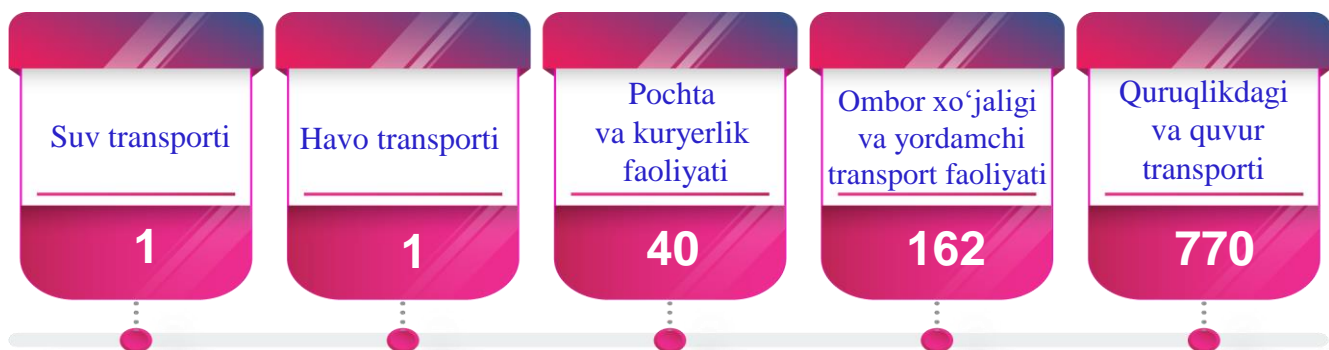 Suv transporti
1
Havo transporti
1
Pochta
va kuryerlik
faoliyati
40
Ombor xo‘jaligi
va yordamchi
transport faoliyati
162
Quruqlikdagi
va quvur
transporti
770